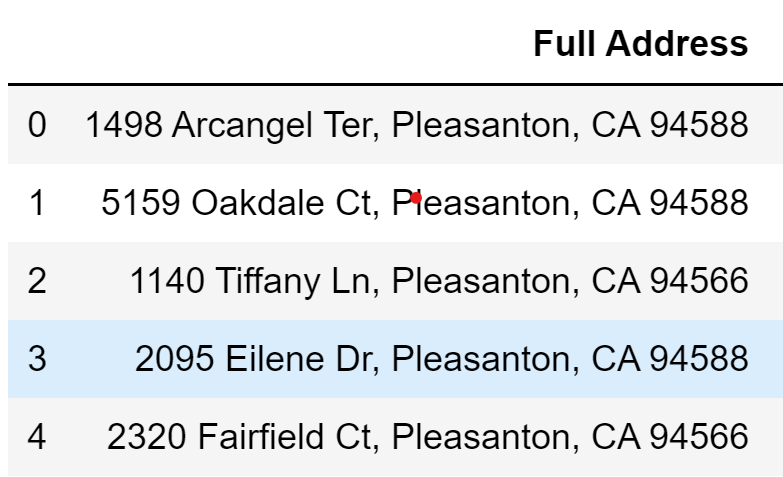 Full Address
0 1498 Arcangel Ter, Pleasanton, CA 94588
1 5159 Oakdale Ct, Pleasanton, CA 94588
2 1140 Tiffany Ln, Pleasanton, CA 94566
3 2095 Eilene Dr, Pleasanton, CA 94588
4 2320 Fairfield Ct, Pleasanton, CA 94566